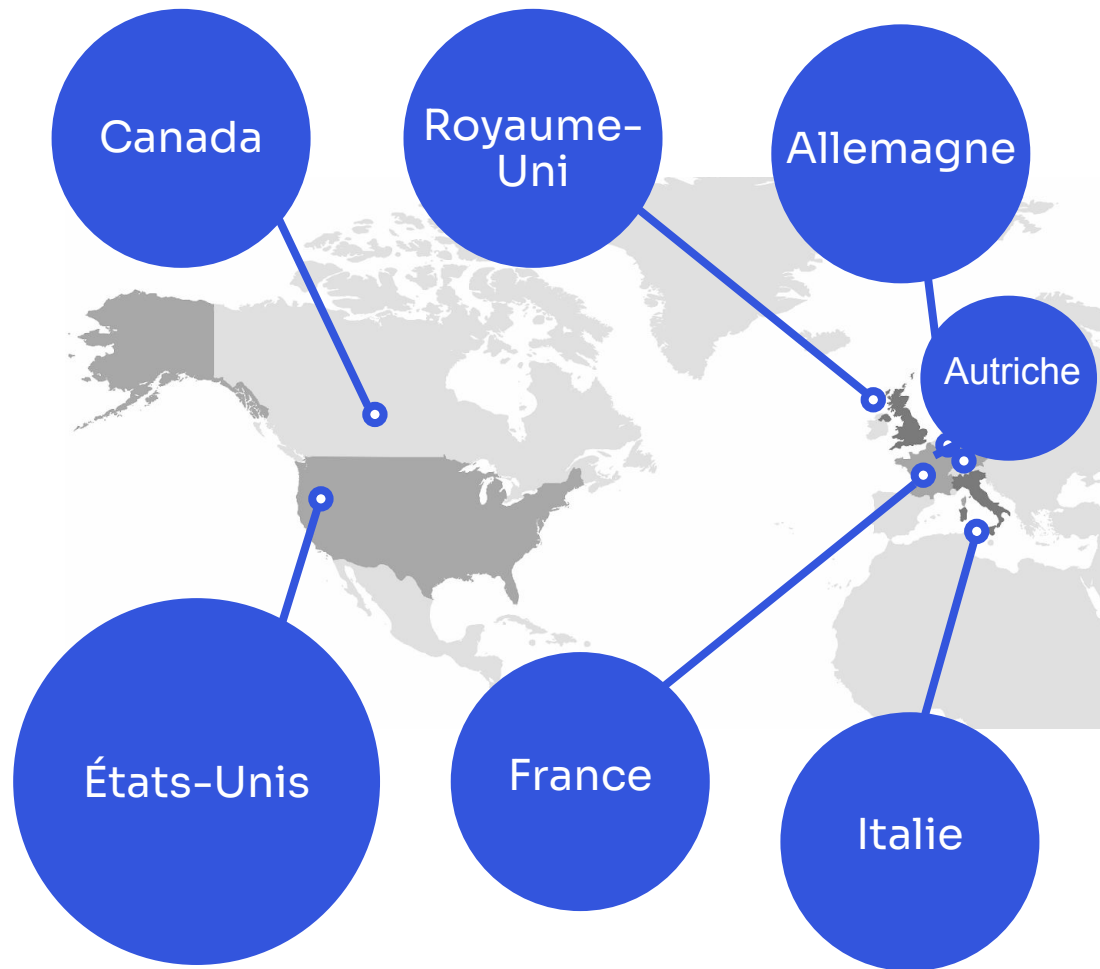 Canada
Royaume-
Uni
Allemagne
Autriche
États-Unis
France
Italie